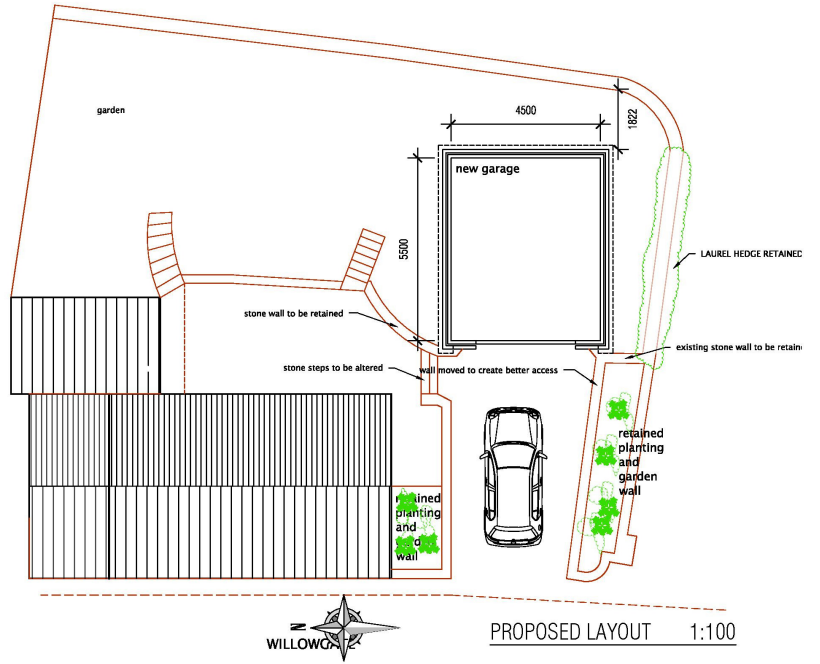 garden
4500
1822
new garage
5500
LAUREL HEDGE RETAINED
stone wall to be retained
existing stone wall to be retain
stone steps to be altered
wall moved to create better access
retained
planting
and
garden
wall
retained
planting
and
wall
N
PROPOSED LAYOUT 1:100